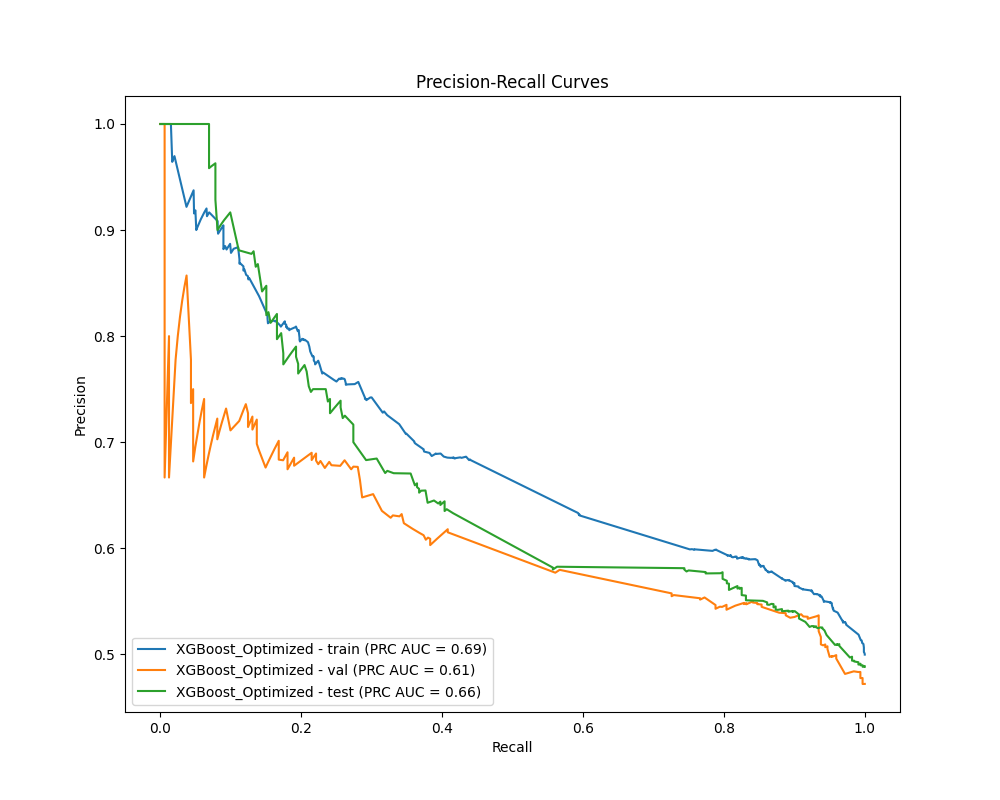 Precision-Recall Curves
1.0
0.9
0.8
0.7
0.6
0.5
Precision
XGBoost_Optimized - train (PRC AUC = 0.69)
XGBoost_Optimized - val (PRC AUC = 0.61)
XGBoost_Optimized - test (PRC AUC = 0.66)
0.0 0.2 0.4 0.6 0.8 1.0
Recall